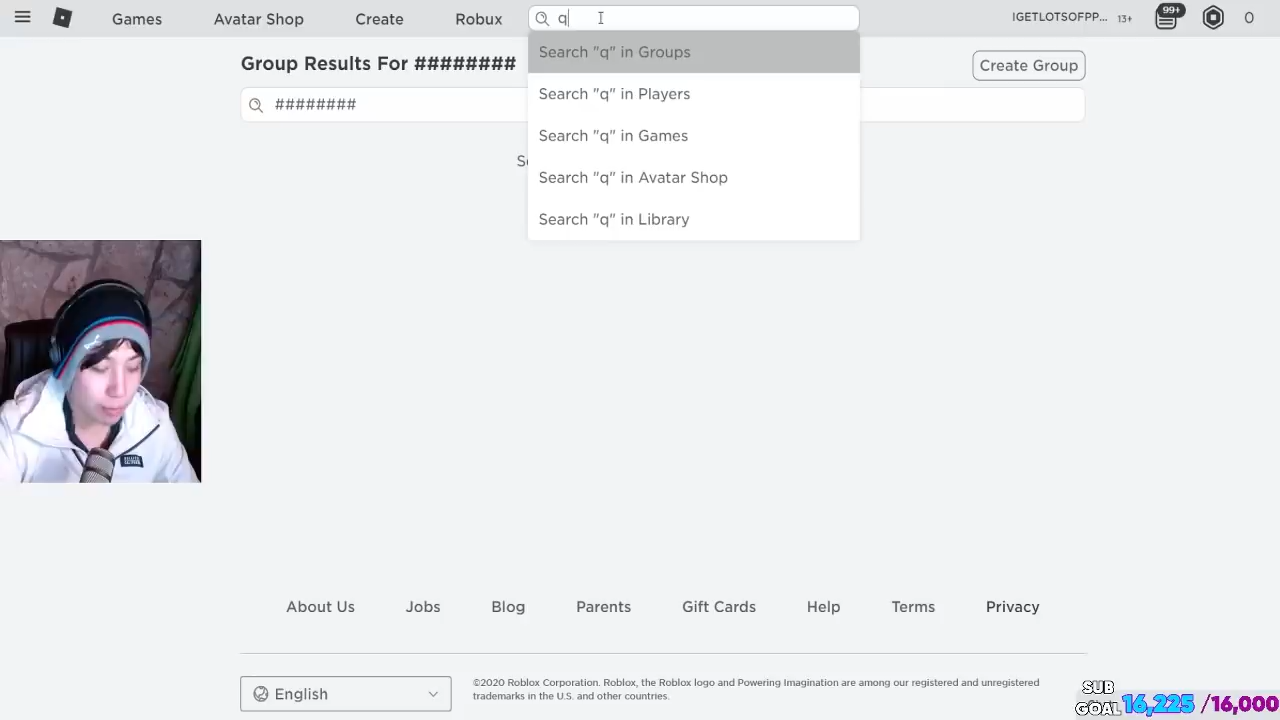 Games
Avatar Shop
Create
Robux
q
IGETLOTSOFPP...
13+
99+
0
Search "q" in Groups
Search "q" in Players
Search "q" in Games
Search "q" in Avatar Shop
Search "q" in Library
Group Results For ########
Create Group
########
About Us
Jobs
Blog
Parents
Gift Cards
Help
Terms
Privacy
English
©2020 Roblox Corporation. Roblox, the Roblox logo and Powering Imagination are among our registered and unregistered
trademarks in the U.S. and other countries.
SUB
GOAL 16,225 /16,000